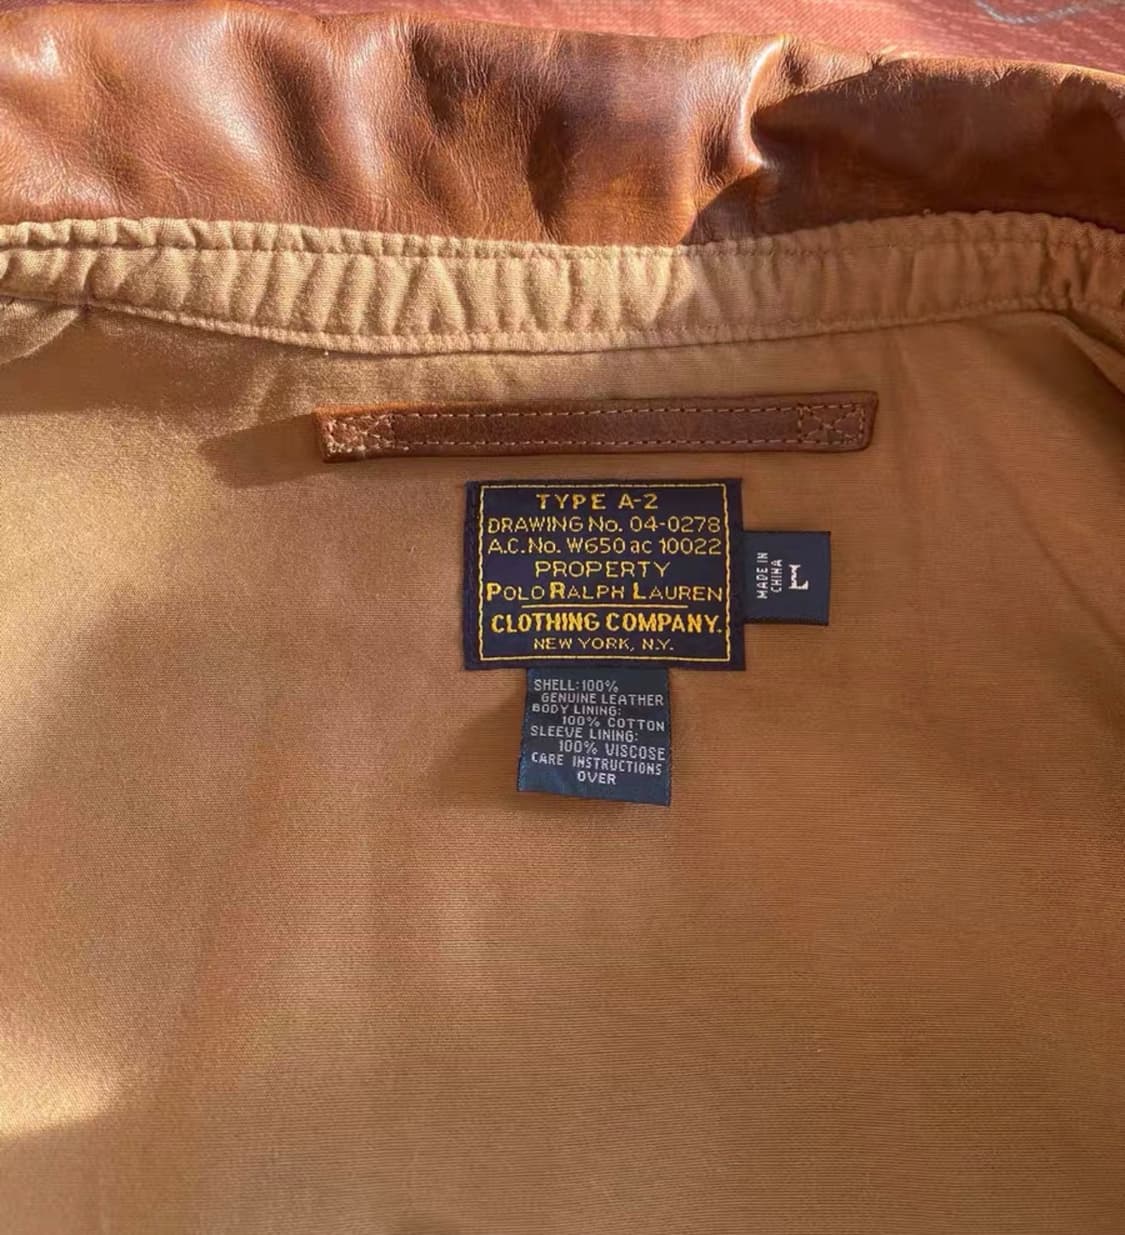 TYPE A-2
DRAWING No. 04-0278
A.C. No. W650 ac 10022
PROPERTY
POLO RALPH LAUREN
CLOTHING COMPANY.
NEW YORK, N.Y.
MADE IN
CHINA
L
SHELL:100%
GENUINE LEATHER
BODY LINING:
100% COTTON
SLEEVE LINING:
100% VISCOSE
CARE INSTRUCTIONS
OVER